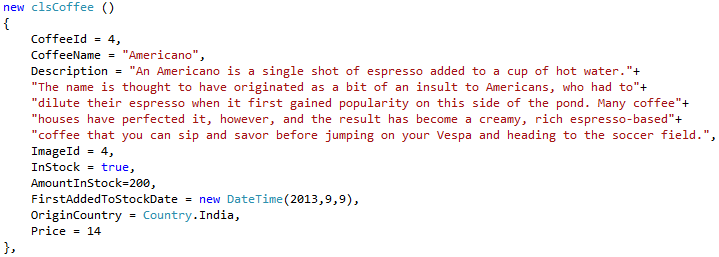 new clsCoffee ()
{
    CoffeeId = 4,
    CoffeeName = "Americano",
    Description = "An Americano is a single shot of espresso added to a cup of hot water."+
    "The name is thought to have originated as a bit of an insult to Americans, who had to"+
    "dilute their espresso when it first gained popularity on this side of the pond. Many coffee"+
    "houses have perfected it, however, and the result has become a creamy, rich espresso-based"+
    "coffee that you can sip and savor before jumping on your Vespa and heading to the soccer field.",
    ImageId = 4,
    InStock = true,
    AmountInStock=200,
    FirstAddedToStockDate = new DateTime(2013,9,9),
    OriginCountry = Country.India,
    Price = 14
},